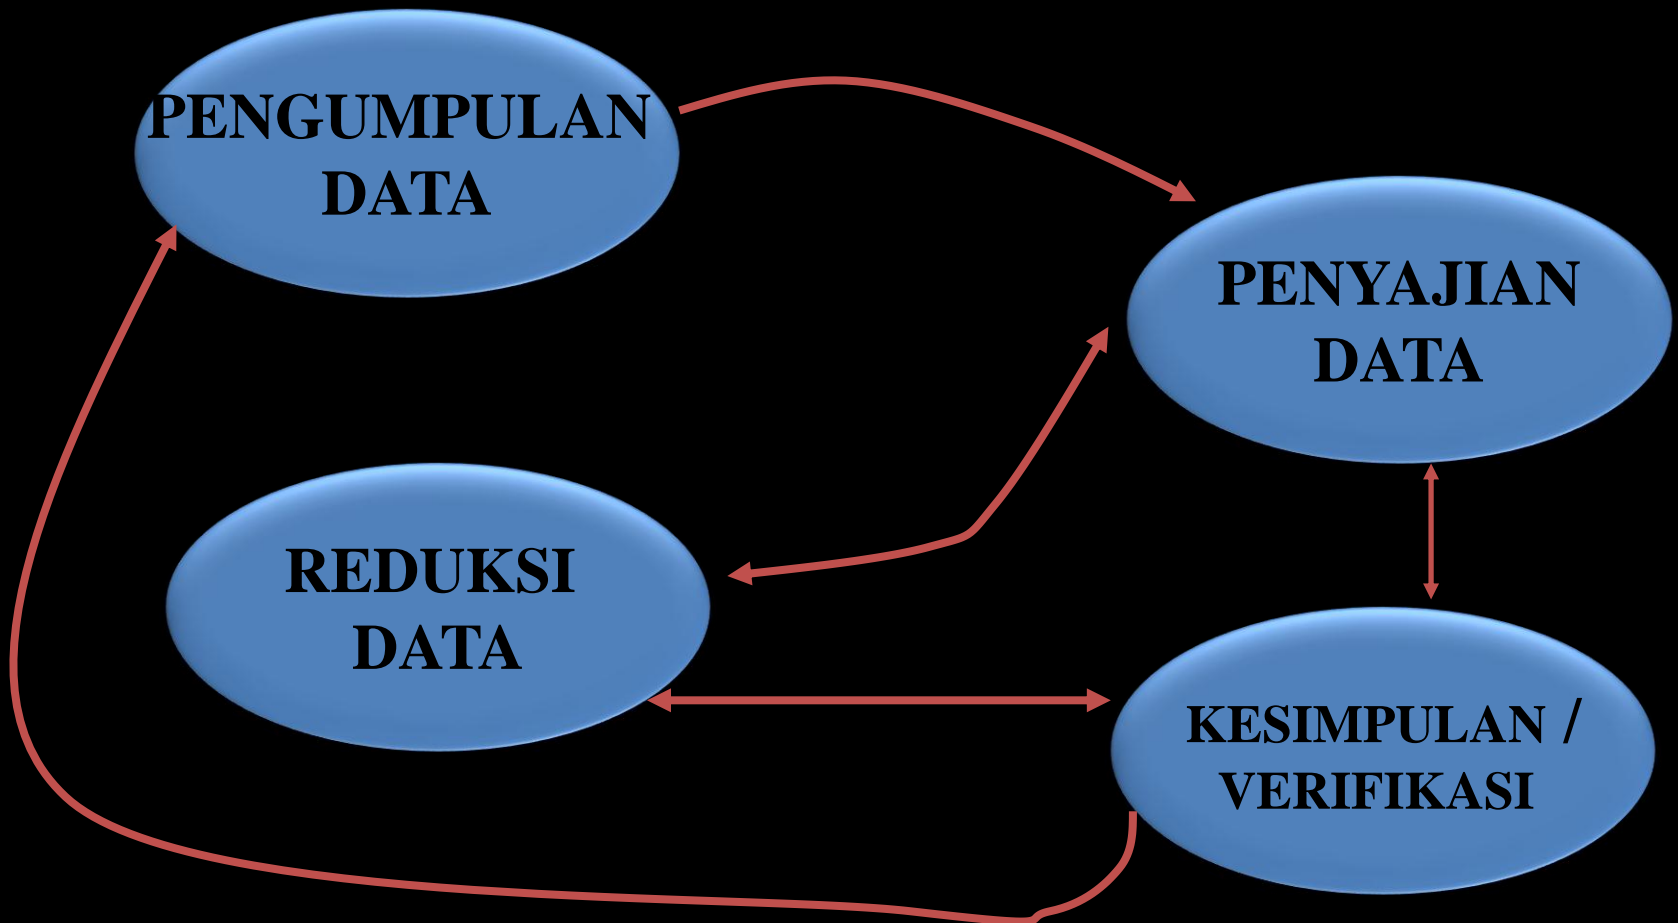 PENGUMPULAN
DATA
PENYAJIAN
DATA
REDUKSI
DATA
KESIMPULAN /
VERIFIKASI